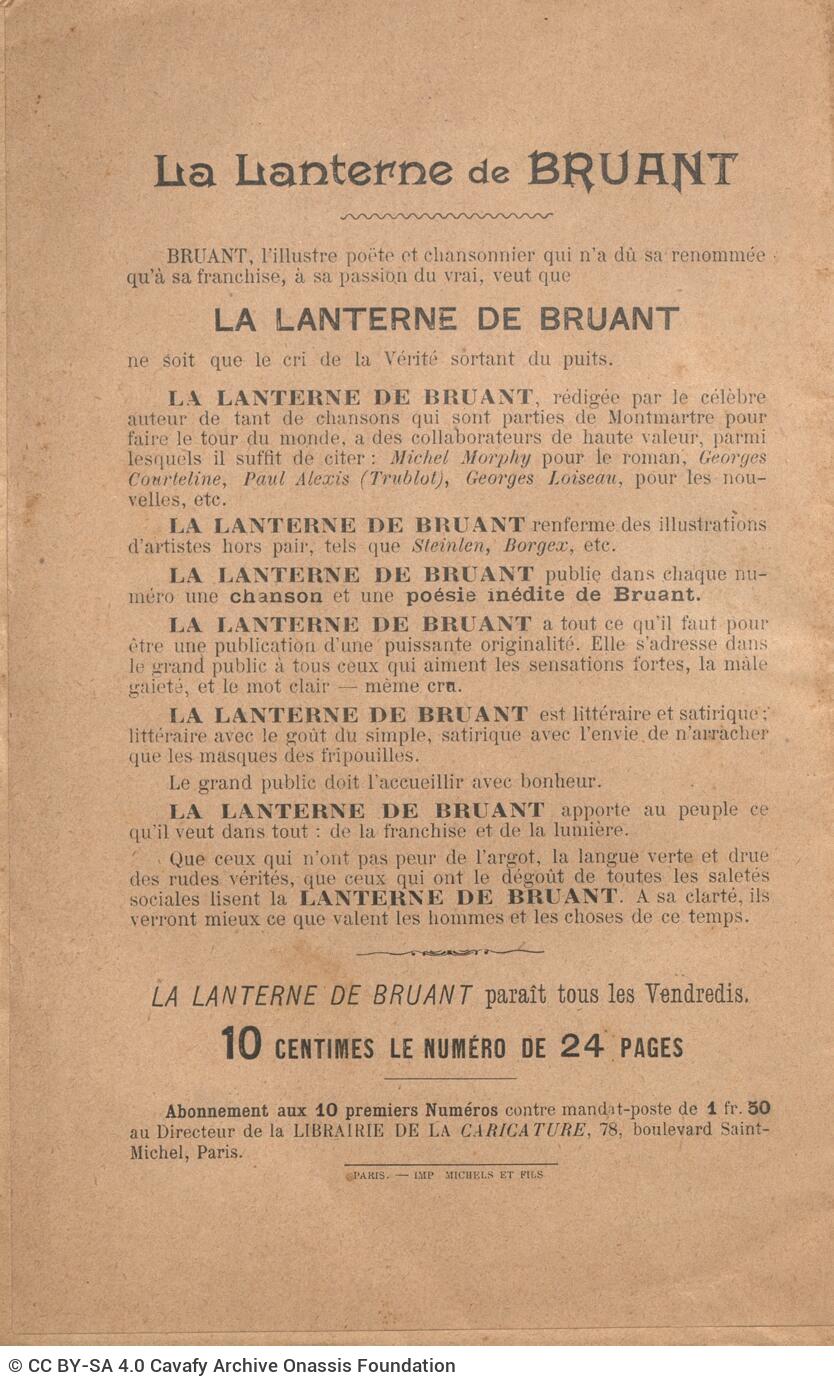 La Lanterne de BRUANT
BRUANT, l'illustre poëte et chansonnier qui n'a dû sa renommée
qu'à sa franchise, à sa passion du vrai, veut que
LA LANTERNE DE BRUANT
ne soit que le cri de la Vérité sortant du puits.
LA LANTERNE DE BRUANT, rédigée par le célèbre
auteur de tant de chansons qui sont parties de Montmartre pour
faire le tour du monde, a des collaborateurs de haute valeur, parmi
lesquels il suffit de citer : Michel Morphy pour le roman, Georges
Courteline, Paul Alexis (Trublot), Georges Loiseau, pour les nou-
velles, etc.
LA LANTERNE DE BRUANT renferme des illustrations
d'artistes hors pair, tels que Steinlen, Borgex, etc.
LA LANTERNE DE BRUANT publie dans chaque nu-
méro une chanson et une poésie inédite de Bruant.
LA LANTERNE DE BRUANT a tout ce qu'il faut pour
être une publication d'une puissante originalité. Elle s'adresse dans
le grand public à tous ceux qui aiment les sensations fortes, la mâle
gaieté, et le mot clair — même cru.
LA LANTERNE DE BRUANT est littéraire et satirique;
littéraire avec le goût du simple, satirique avec l'envie de n'arracher
que les masques des fripouilles.
Le grand public doit l'accueillir avec bonheur.
LA LANTERNE DE BRUANT apporte au peuple ce
qu'il veut dans tout : de la franchise et de la lumière.
Que ceux qui n'ont pas peur de l'argot, la langue verte et drue
des rudes vérités, que ceux qui ont le dégoût de toutes les saletés
sociales lisent la LANTERNE DE BRUANT. A sa clarté, ils
verront mieux ce que valent les hommes et les choses de ce temps.
LA LANTERNE DE BRUANT paraît tous les Vendredis.
10 CENTIMES LE NUMÉRO DE 24 PAGES
Abonnement aux 10 premiers Numéros contre mandat-poste de 1 fr. 50
au Directeur de la LIBRAIRIE DE LA CARICATURE, 78, boulevard Saint-
Michel, Paris.
PARIS. — IMP MICHELS ET FILS
© CC BY-SA 4.0 Cavafy Archive Onassis Foundation